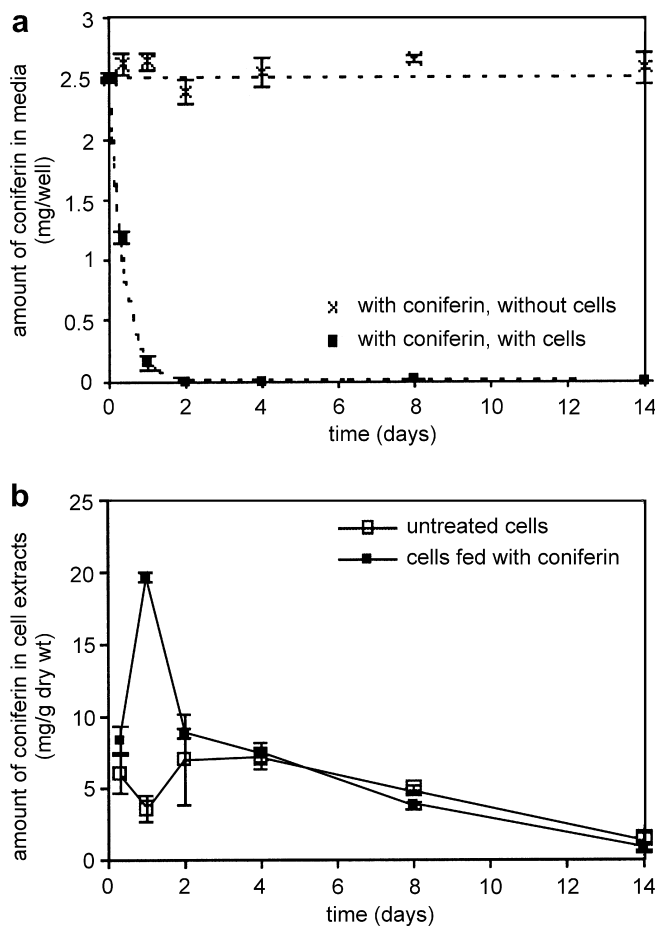 a
amount of coniferin in media
(mg/well)
3
2.5
2
1.5
1
0.5
0
with coniferin, without cells
with coniferin, with cells
0 2 4 6 8 10 12 14
time (days)
b
amount of coniferin in cell extracts
(mg/g dry wt)
25
20
15
10
5
0
untreated cells
cells fed with coniferin
0 2 4 6 8 10 12 14
time (days)